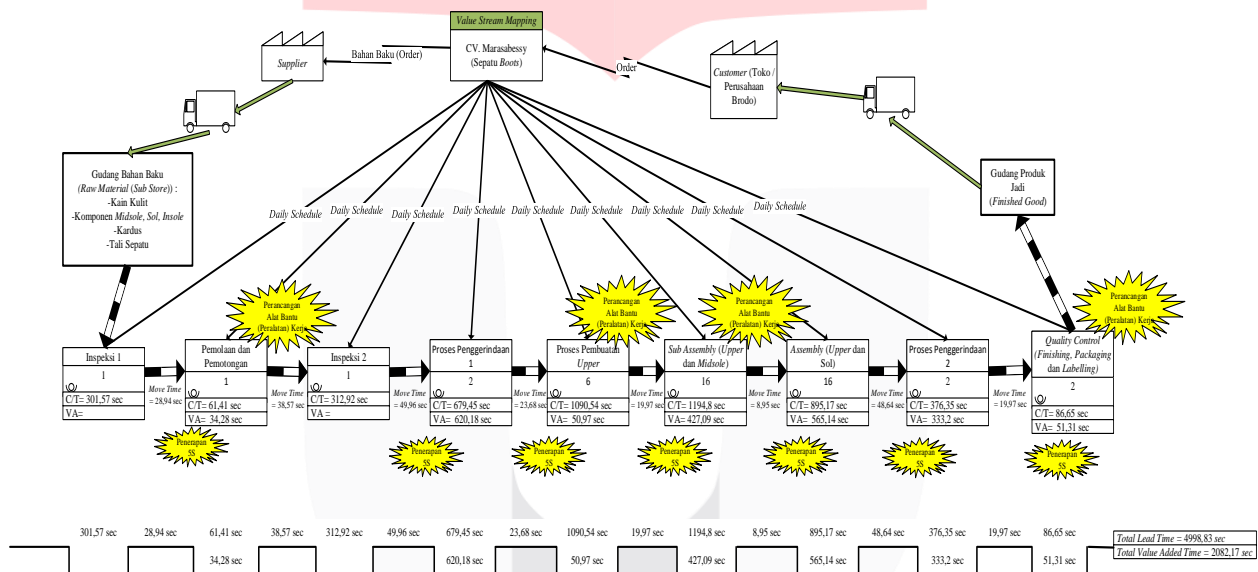 Value Stream Mapping
CV. Marasabessy
(Sepatu Boots)
Supplier
Bahan Baku (Order)
Order
Customer (Toko /
Perusahaan
Brodo)
Gudang Bahan Baku
(Raw Material (Sub Store)) :
-Kain Kulit
-Komponen Midsole, Sol, Insole
-Kardus
-Tali Sepatu
Gudang Produk
Jadi
(Finished Good)
Daily Schedule
Daily Schedule
Daily Schedule
Daily Schedule
Daily Schedule
Daily Schedule
Daily Schedule
Daily Schedule
Daily Schedule
Perancangan
Alat Bantu
(Peralatan) Kerja
Perancangan
Alat Bantu
(Peralatan) Kerja
Perancangan
Alat Bantu
(Peralatan) Kerja
Perancangan
Alat Bantu
(Peralatan) Kerja
Inspeksi 1
1
C/T= 301,57 sec
VA=
Move Time
= 28,94 sec
Pemolaan dan
Pemotongan
1
C/T= 61,41 sec
VA= 34,28 sec
Move Time
= 38,57 sec
Inspeksi 2
1
C/T= 312,92 sec
VA =
Move Time
= 49,96 sec
Proses Penggerindaan
1
2
C/T= 679,45 sec
VA= 620,18 sec
Move Time
= 23,68 sec
Proses Pembuatan
Upper
6
C/T= 1090,54 sec
VA= 50,97 sec
Move Time
= 19,97 sec
Sub Assembly (Upper
dan Midsole)
16
C/T= 1194,8 sec
VA= 427,09 sec
Move Time
= 8,95 sec
Assembly (Upper dan
Sol)
16
C/T= 895,17 sec
VA= 565,14 sec
Move Time
= 48,64 sec
Proses Penggerindaan
2
2
C/T= 376,35 sec
VA= 333,2 sec
Move Time
= 19,97 sec
Quality Control
(Finishing, Packaging
dan Labelling)
2
C/T= 86,65 sec
VA= 51,31 sec
Penerapan
5S
Penerapan
5S
Penerapan
5S
Penerapan
5S
Penerapan
5S
Penerapan
5S
Penerapan
5S
301,57 sec 28,94 sec 61,41 sec 38,57 sec 312,92 sec 49,96 sec 679,45 sec 23,68 sec 1090,54 sec 19,97 sec 1194,8 sec 8,95 sec 895,17 sec 48,64 sec 376,35 sec 19,97 sec 86,65 sec
34,28 sec 620,18 sec 50,97 sec 427,09 sec 565,14 sec 333,2 sec 51,31 sec
Total Lead Time = 4998,83 sec
Total Value Added Time = 2082,17 sec